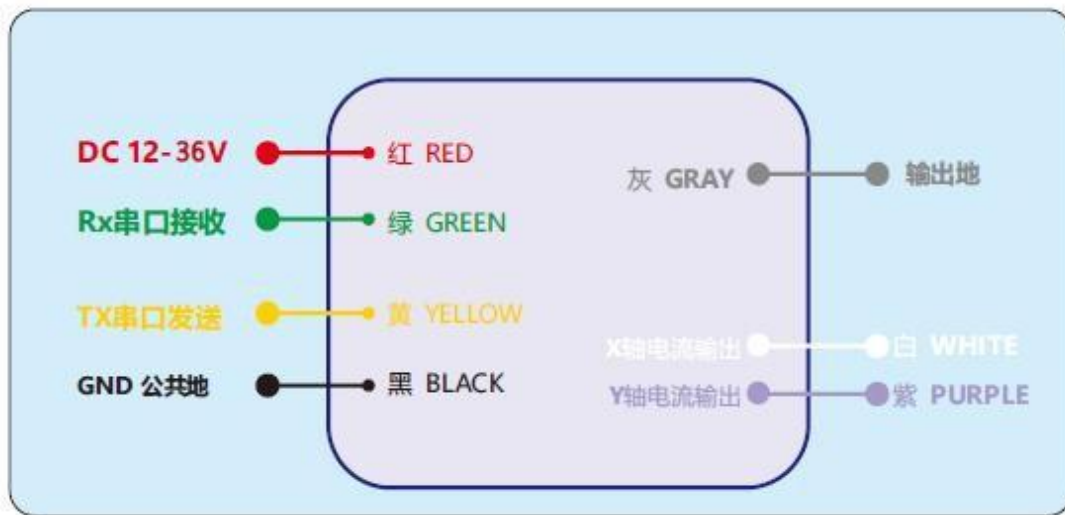 DC 12-36V 红 RED
Rx串口接收 绿 GREEN
TX串口发送 黄 YELLOW
GND 公共地 黑 BLACK
灰 GRAY 输出地
X轴电流输出 白 WHITE
Y轴电流输出 紫 PURPLE